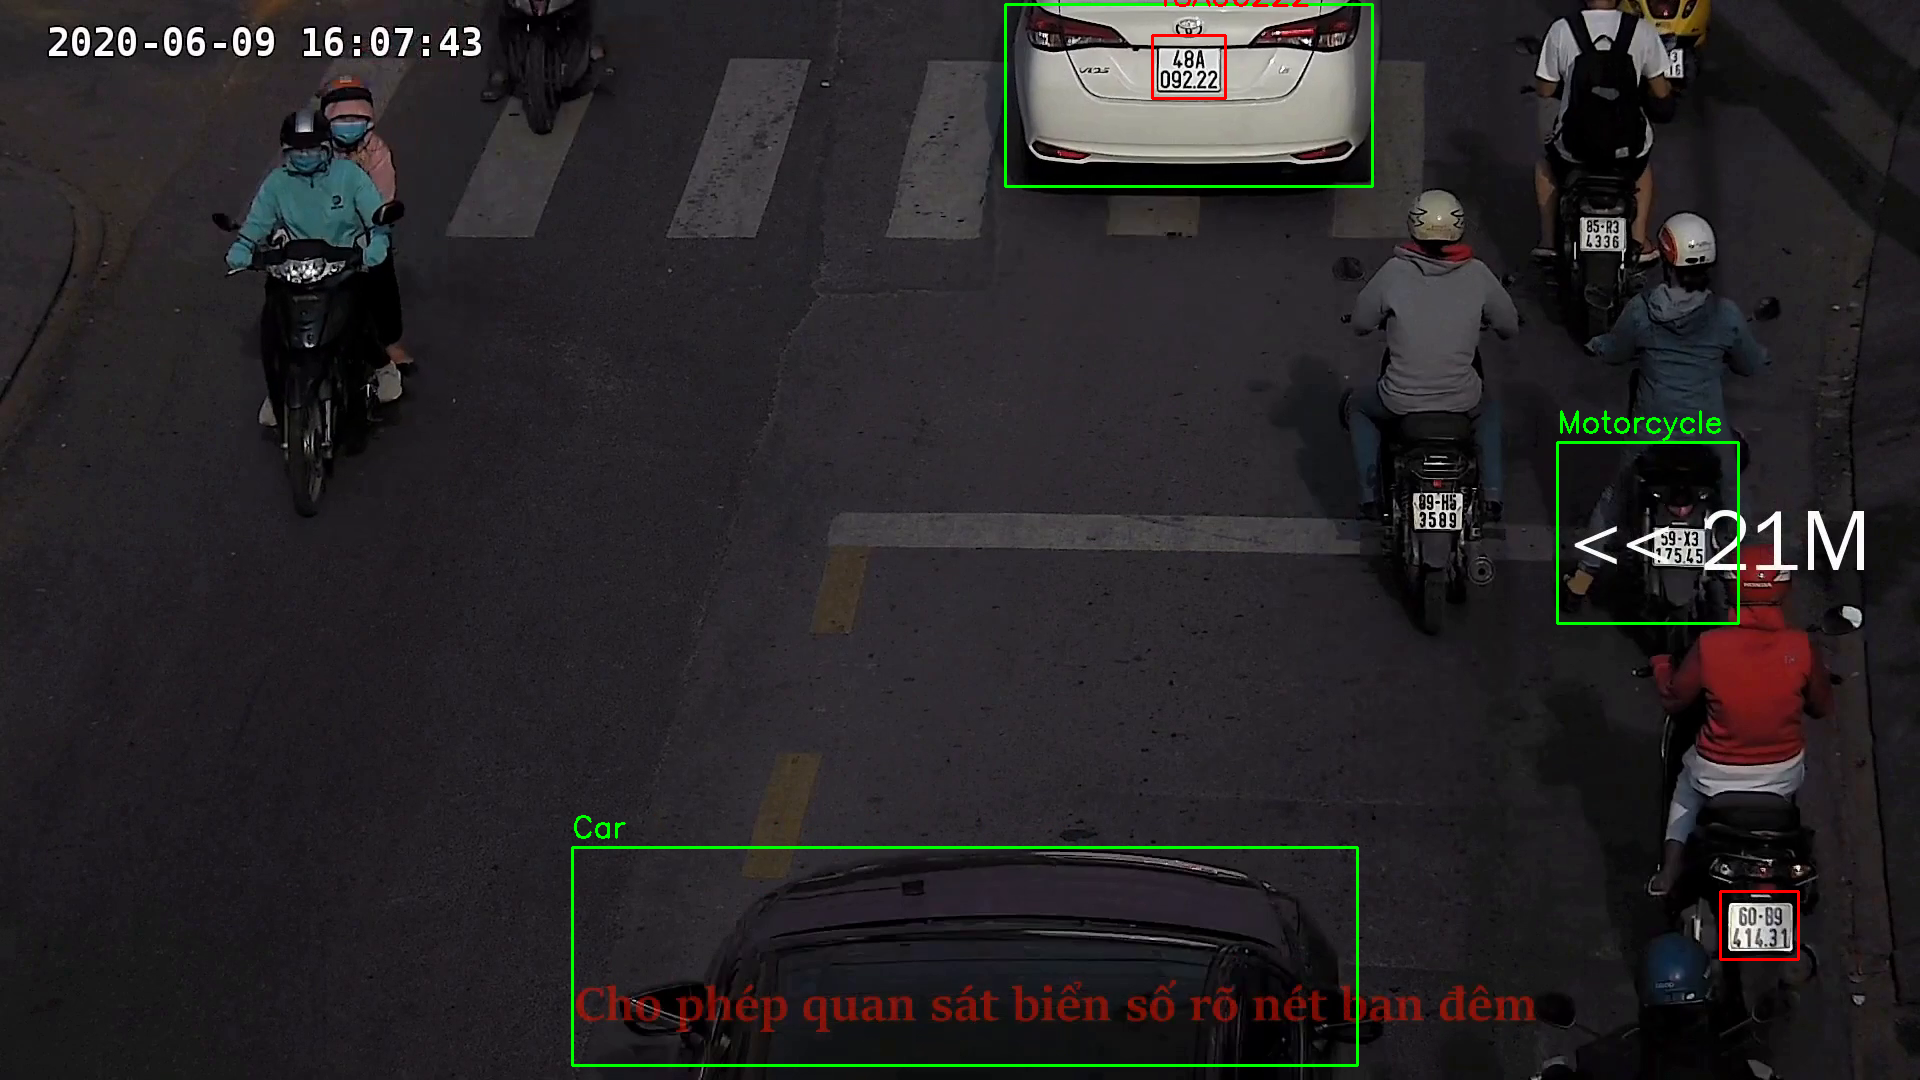 2020-06-09 16:07:43
48A
092.22
85-R3
4336
Motorcycle
89-H5
3589
59-X3
175.45
<< 21M
HONDA
Car
60-B9
414.31
Cho phép quan sát biển số rõ nét ban đêm